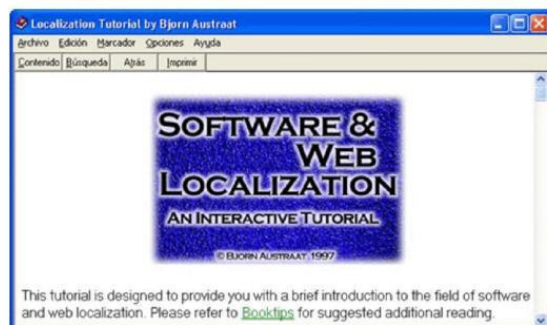 Localization Tutorial by Bjorn Austraat
Archivo Edición Marcador Opciones Ayuda
Contenido Búsqueda Atrás Imprimir
SOFTWARE &
WEB
LOCALIZATION
AN INTERACTIVE TUTORIAL
© BJORN AUSTRAAT, 1997
This tutorial is designed to provide you with a brief introduction to the field of software
and web localization. Please refer to Booktips for suggested additional reading.